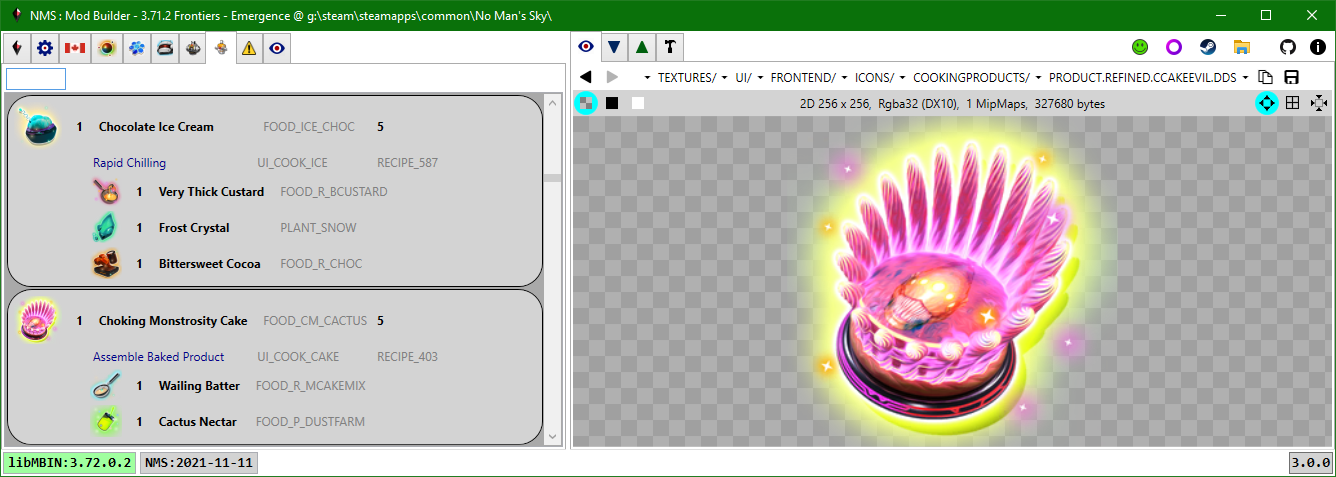 NMS : Mod Builder - 3.71.2 Frontiers - Emergence @ g:\steam\steamapps\common\No Man's Sky\
TEXTURES/ UI/ FRONTEND/ ICONS/ COOKINGPRODUCTS/ PRODUCT.REFINED.CCAKEEVIL.DDS
2D 256 x 256, Rgba32 (DX10), 1 MipMaps, 327680 bytes
1 Chocolate Ice Cream FOOD_ICE_CHOC 5
Rapid Chilling UI_COOK_ICE RECIPE_587
1 Very Thick Custard FOOD_R_BCUSTARD
1 Frost Crystal PLANT_SNOW
1 Bittersweet Cocoa FOOD_R_CHOC
1 Choking Monstrosity Cake FOOD_CM_CACTUS 5
Assemble Baked Product UI_COOK_CAKE RECIPE_403
1 Wailing Batter FOOD_R_MCAKEMIX
1 Cactus Nectar FOOD_P_DUSTFARM
libMBIN:3.72.0.2 NMS:2021-11-11 3.0.0